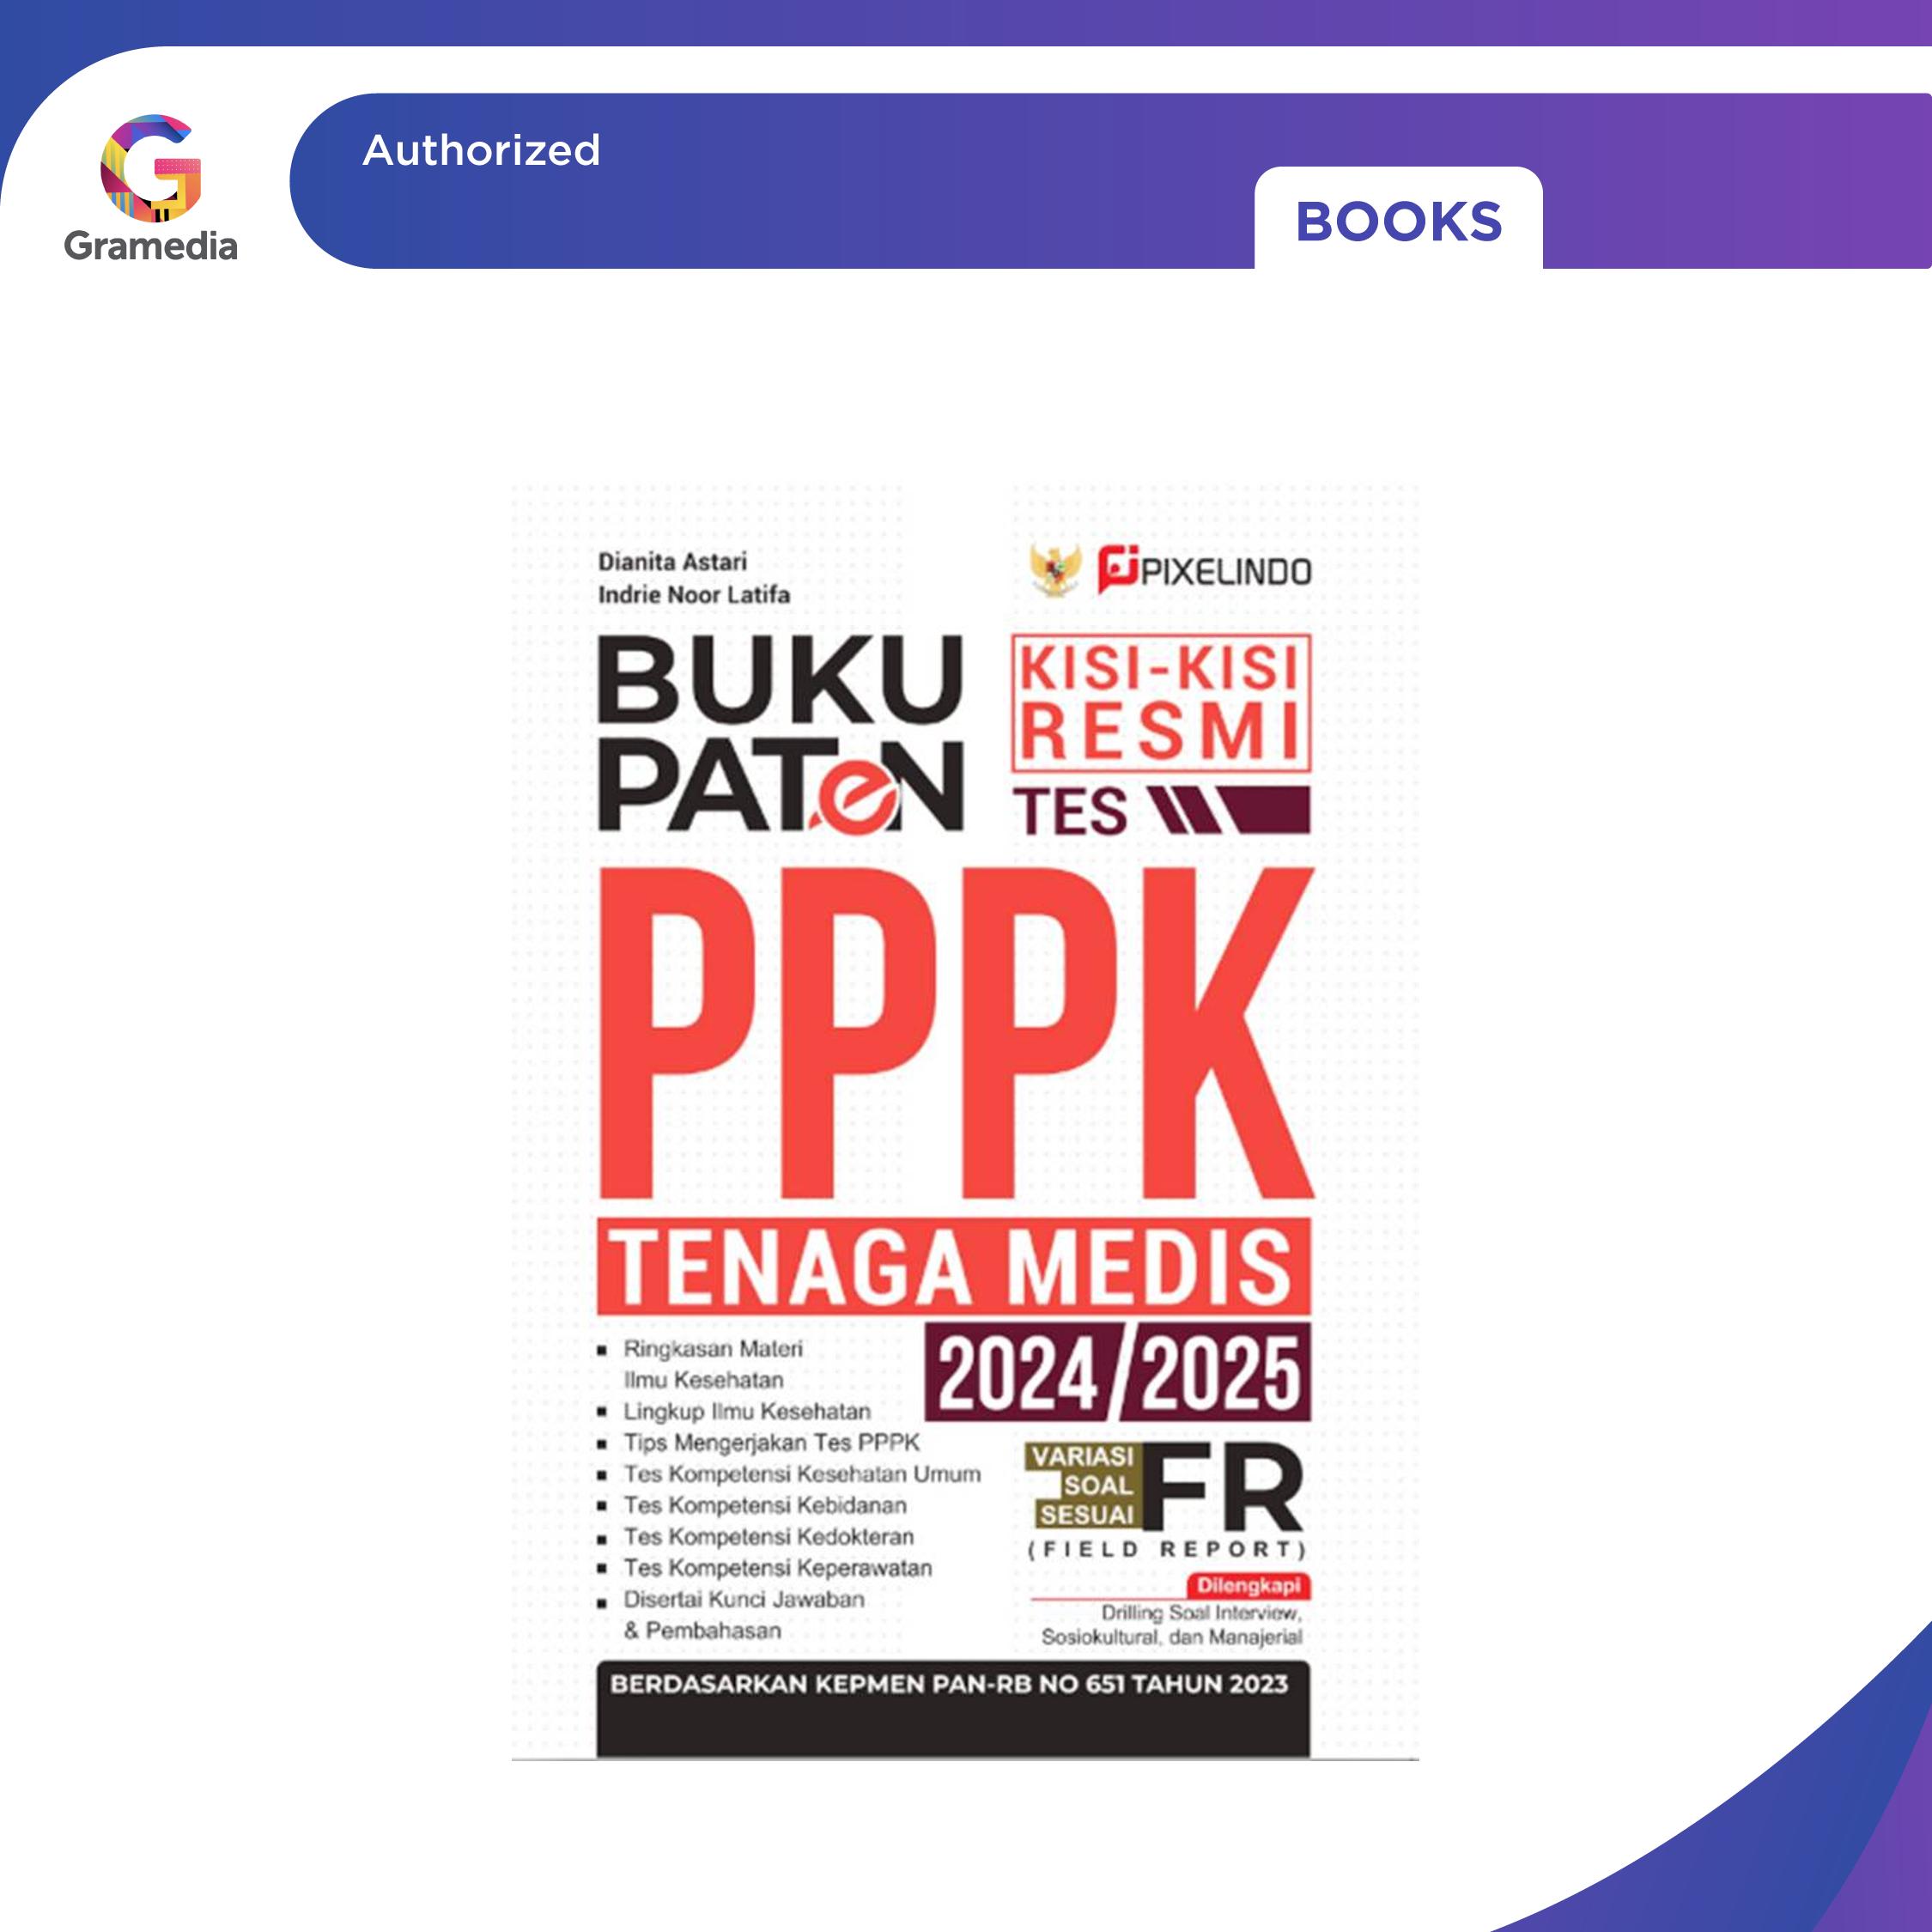 Authorized
Gramedia
BOOKS
Dianita Astari
Indrie Noor Latifa
PIXELINDO
BUKU
PATeN
KISI-KISI
RESMI
TES
PPPK
TENAGA MEDIS
2024/2025
▪ Ringkasan Materi
Ilmu Kesehatan
▪ Lingkup Ilmu Kesehatan
▪ Tips Mengerjakan Tes PPPK
▪ Tes Kompetensi Kesehatan Umum
▪ Tes Kompetensi Kebidanan
▪ Tes Kompetensi Kedokteran
▪ Tes Kompetensi Keperawatan
▪ Disertai Kunci Jawaban
& Pembahasan
VARIASI
SOAL
SESUAI
FR
(FIELD REPORT)
Dilengkapi
Drilling Soal Interview,
Sosiokultural, dan Manajerial
BERDASARKAN KEPMEN PAN-RB NO 651 TAHUN 2023